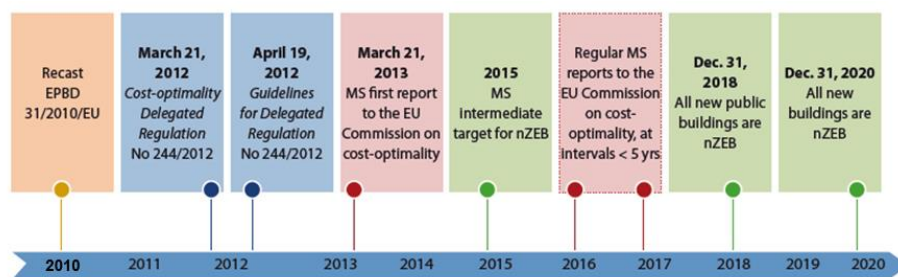 Recast
EPBD
31/2010/EU
March 21,
2012
Cost-optimality
Delegated
Regulation
No 244/2012
April 19,
2012
Guidelines
for Delegated
Regulation
No 244/2012
March 21,
2013
MS first report
to the EU
Commission on
cost-optimality
2015
MS
intermediate
target for nZEB
Regular MS
reports to the
EU Commission
on cost-
optimality, at
intervals < 5 yrs
Dec. 31,
2018
All new public
buildings are
nZEB
Dec. 31, 2020
All new
buildings are
nZEB
2010 2011 2012 2013 2014 2015 2016 2017 2018 2019 2020